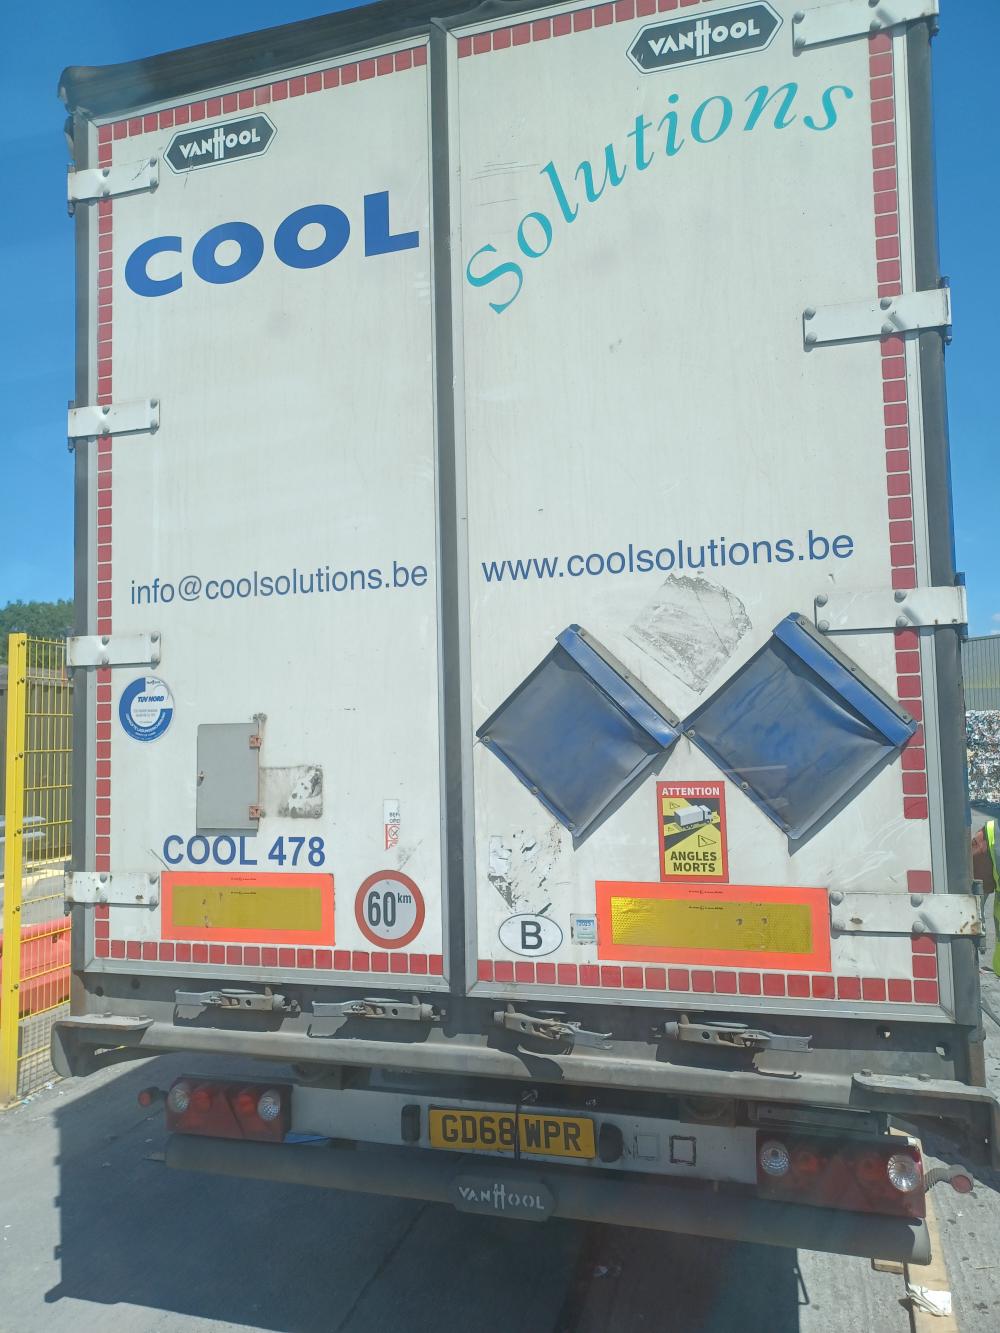 VANHOOL
VANHOOL
COOL
Solutions
info@coolsolutions.be
www.coolsolutions.be
TÜV NORD
COOL 478
ATTENTION
ANGLES
MORTS
60 km
B
2025
GD68 WPR
VANHOOL